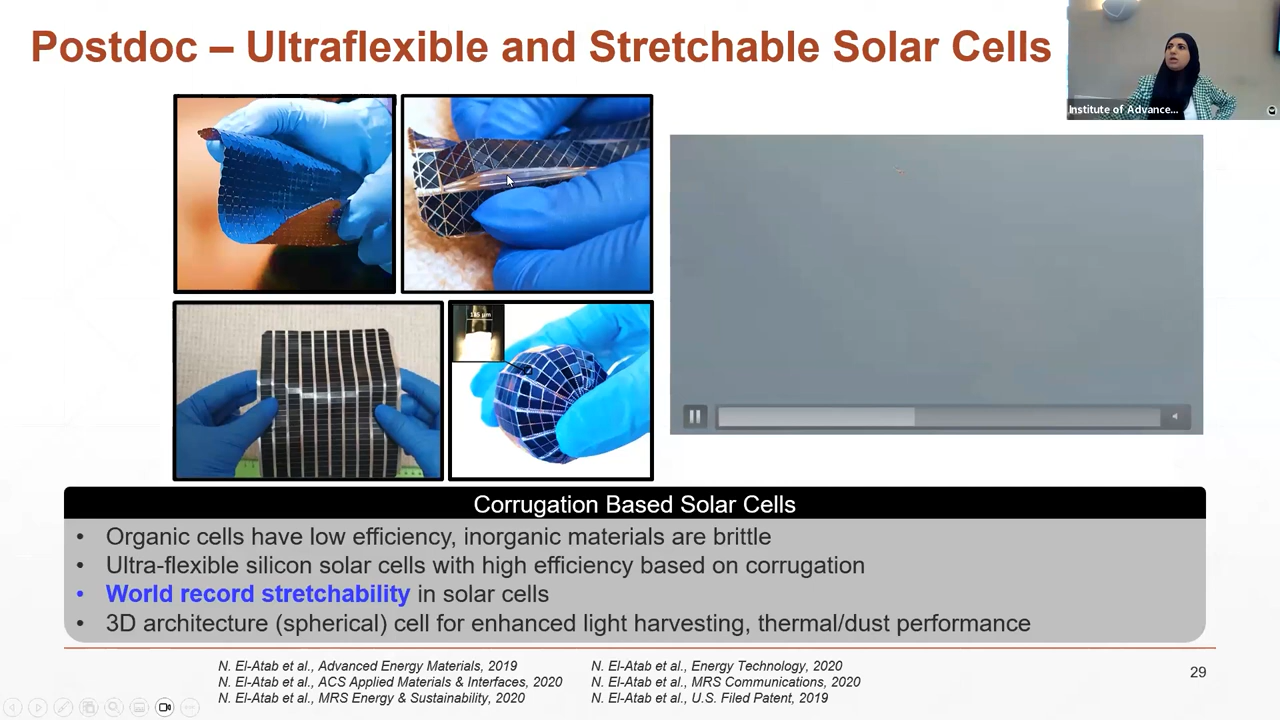 Postdoc – Ultraflexible and Stretchable Solar Cells
Institute of Advance...
Corrugation Based Solar Cells
• Organic cells have low efficiency, inorganic materials are brittle
• Ultra-flexible silicon solar cells with high efficiency based on corrugation
• World record stretchability in solar cells
• 3D architecture (spherical) cell for enhanced light harvesting, thermal/dust performance
N. El-Atab et al., Advanced Energy Materials, 2019
N. El-Atab et al., ACS Applied Materials & Interfaces, 2020
N. El-Atab et al., MRS Energy & Sustainability, 2020
N. El-Atab et al., Energy Technology, 2020
N. El-Atab et al., MRS Communications, 2020
N. El-Atab et al., U.S. Filed Patent, 2019
29